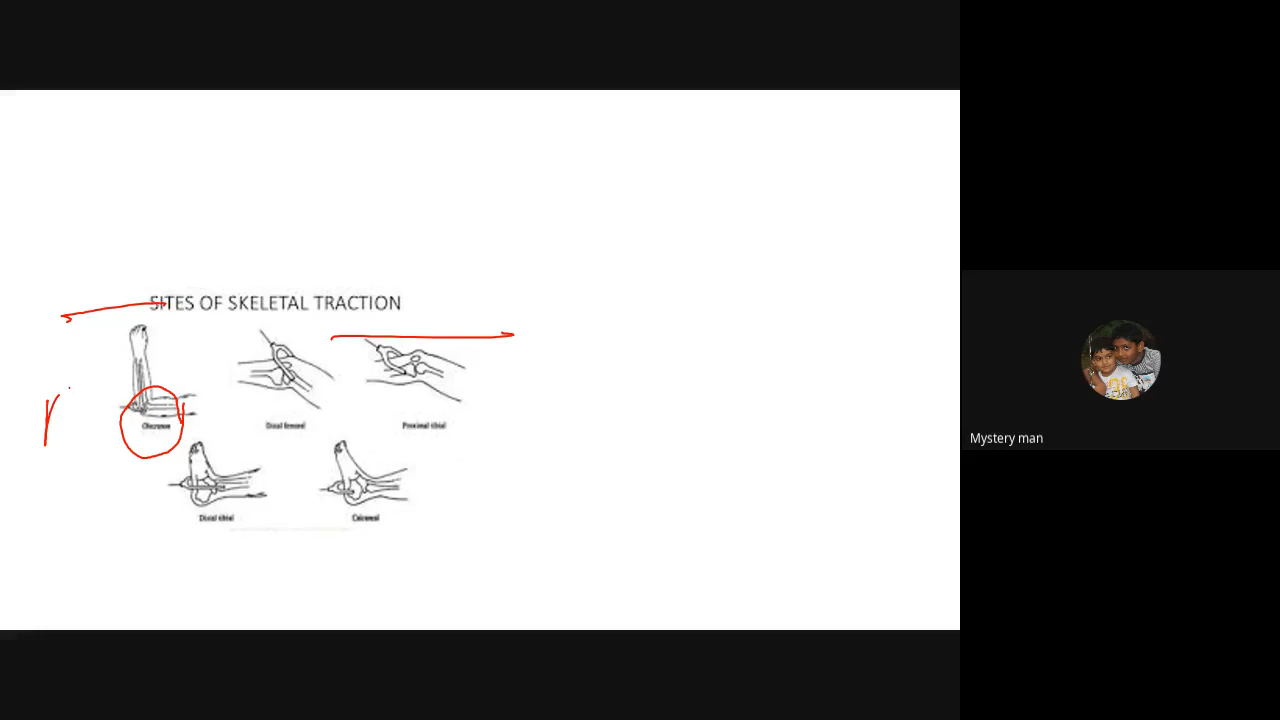 SITES OF SKELETAL TRACTION
Olecranon
Distal femoral
Proximal tibial
Distal tibial
Calcaneal
Mystery man